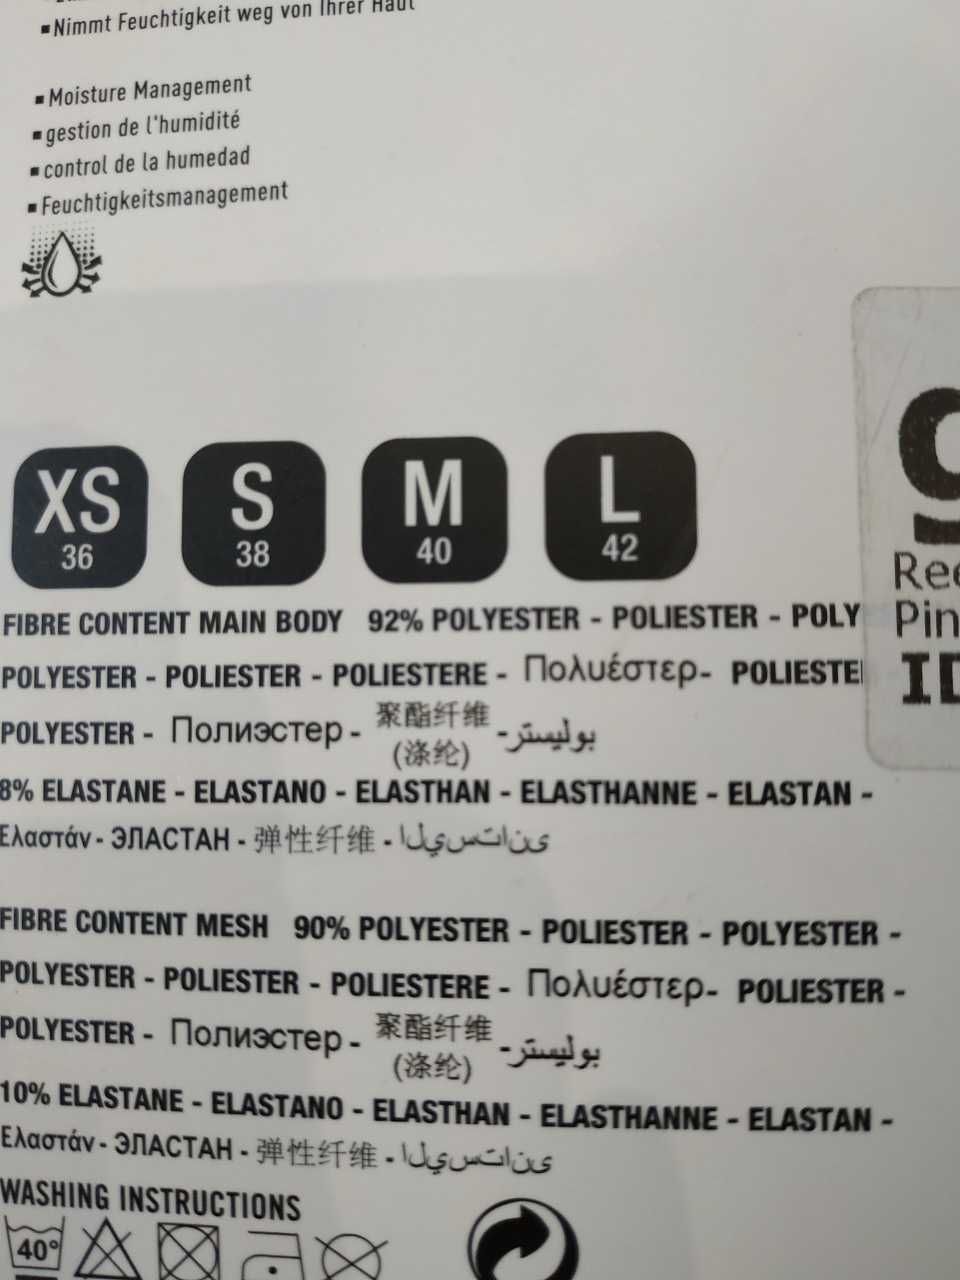 ▪Nimmt Feuchtigkeit weg von Ihrer Haut
▪Moisture Management
▪gestion de l'humidité
▪control de la humedad
▪Feuchtigkeitsmanagement
XS S M L
36 38 40 42
FIBRE CONTENT MAIN BODY 92% POLYESTER - POLIESTER - POLY
POLYESTER - POLIESTER - POLIESTERE - Πολυέστερ- POLIESTE
POLYESTER - Полиэстер - 聚酯纤维 (涤纶) -بوليستر
8% ELASTANE - ELASTANO - ELASTHAN - ELASTHANNE - ELASTAN -
Ελαστάν - ЭЛАСТАН - 弹性纤维 - اليستانى
FIBRE CONTENT MESH 90% POLYESTER - POLIESTER - POLYESTER -
POLYESTER - POLIESTER - POLIESTERE - Πολυέστερ- POLIESTER -
POLYESTER - Полиэстер - 聚酯纤维 (涤纶) -بوليستر
10% ELASTANE - ELASTANO - ELASTHAN - ELASTHANNE - ELASTAN -
Ελαστάν - ЭЛАСТАН - 弹性纤维 - اليستانى
WASHING INSTRUCTIONS
40°
Ree
Pin